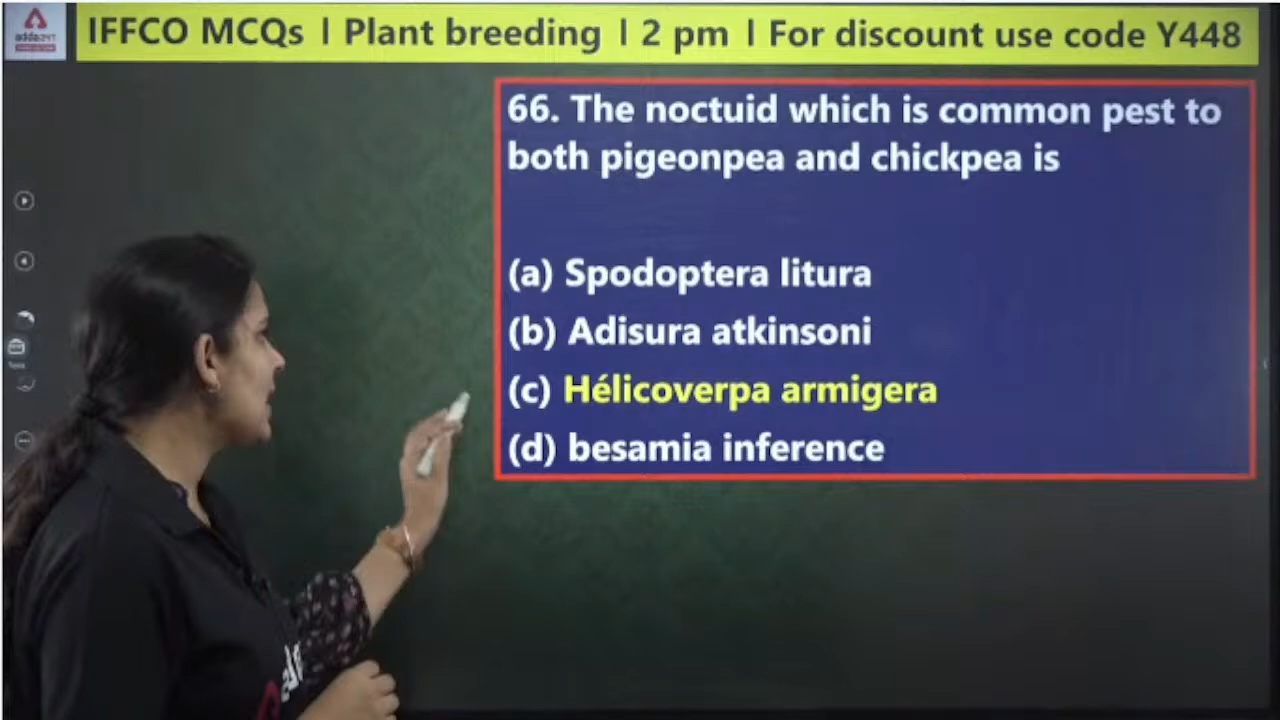 adda247
IFFCO MCQs I Plant breeding I 2 pm I For discount use code Y448
66. The noctuid which is common pest to
both pigeonpea and chickpea is
(a) Spodoptera litura
(b) Adisura atkinsoni
(c) Hélicoverpa armigera
(d) besamia inference